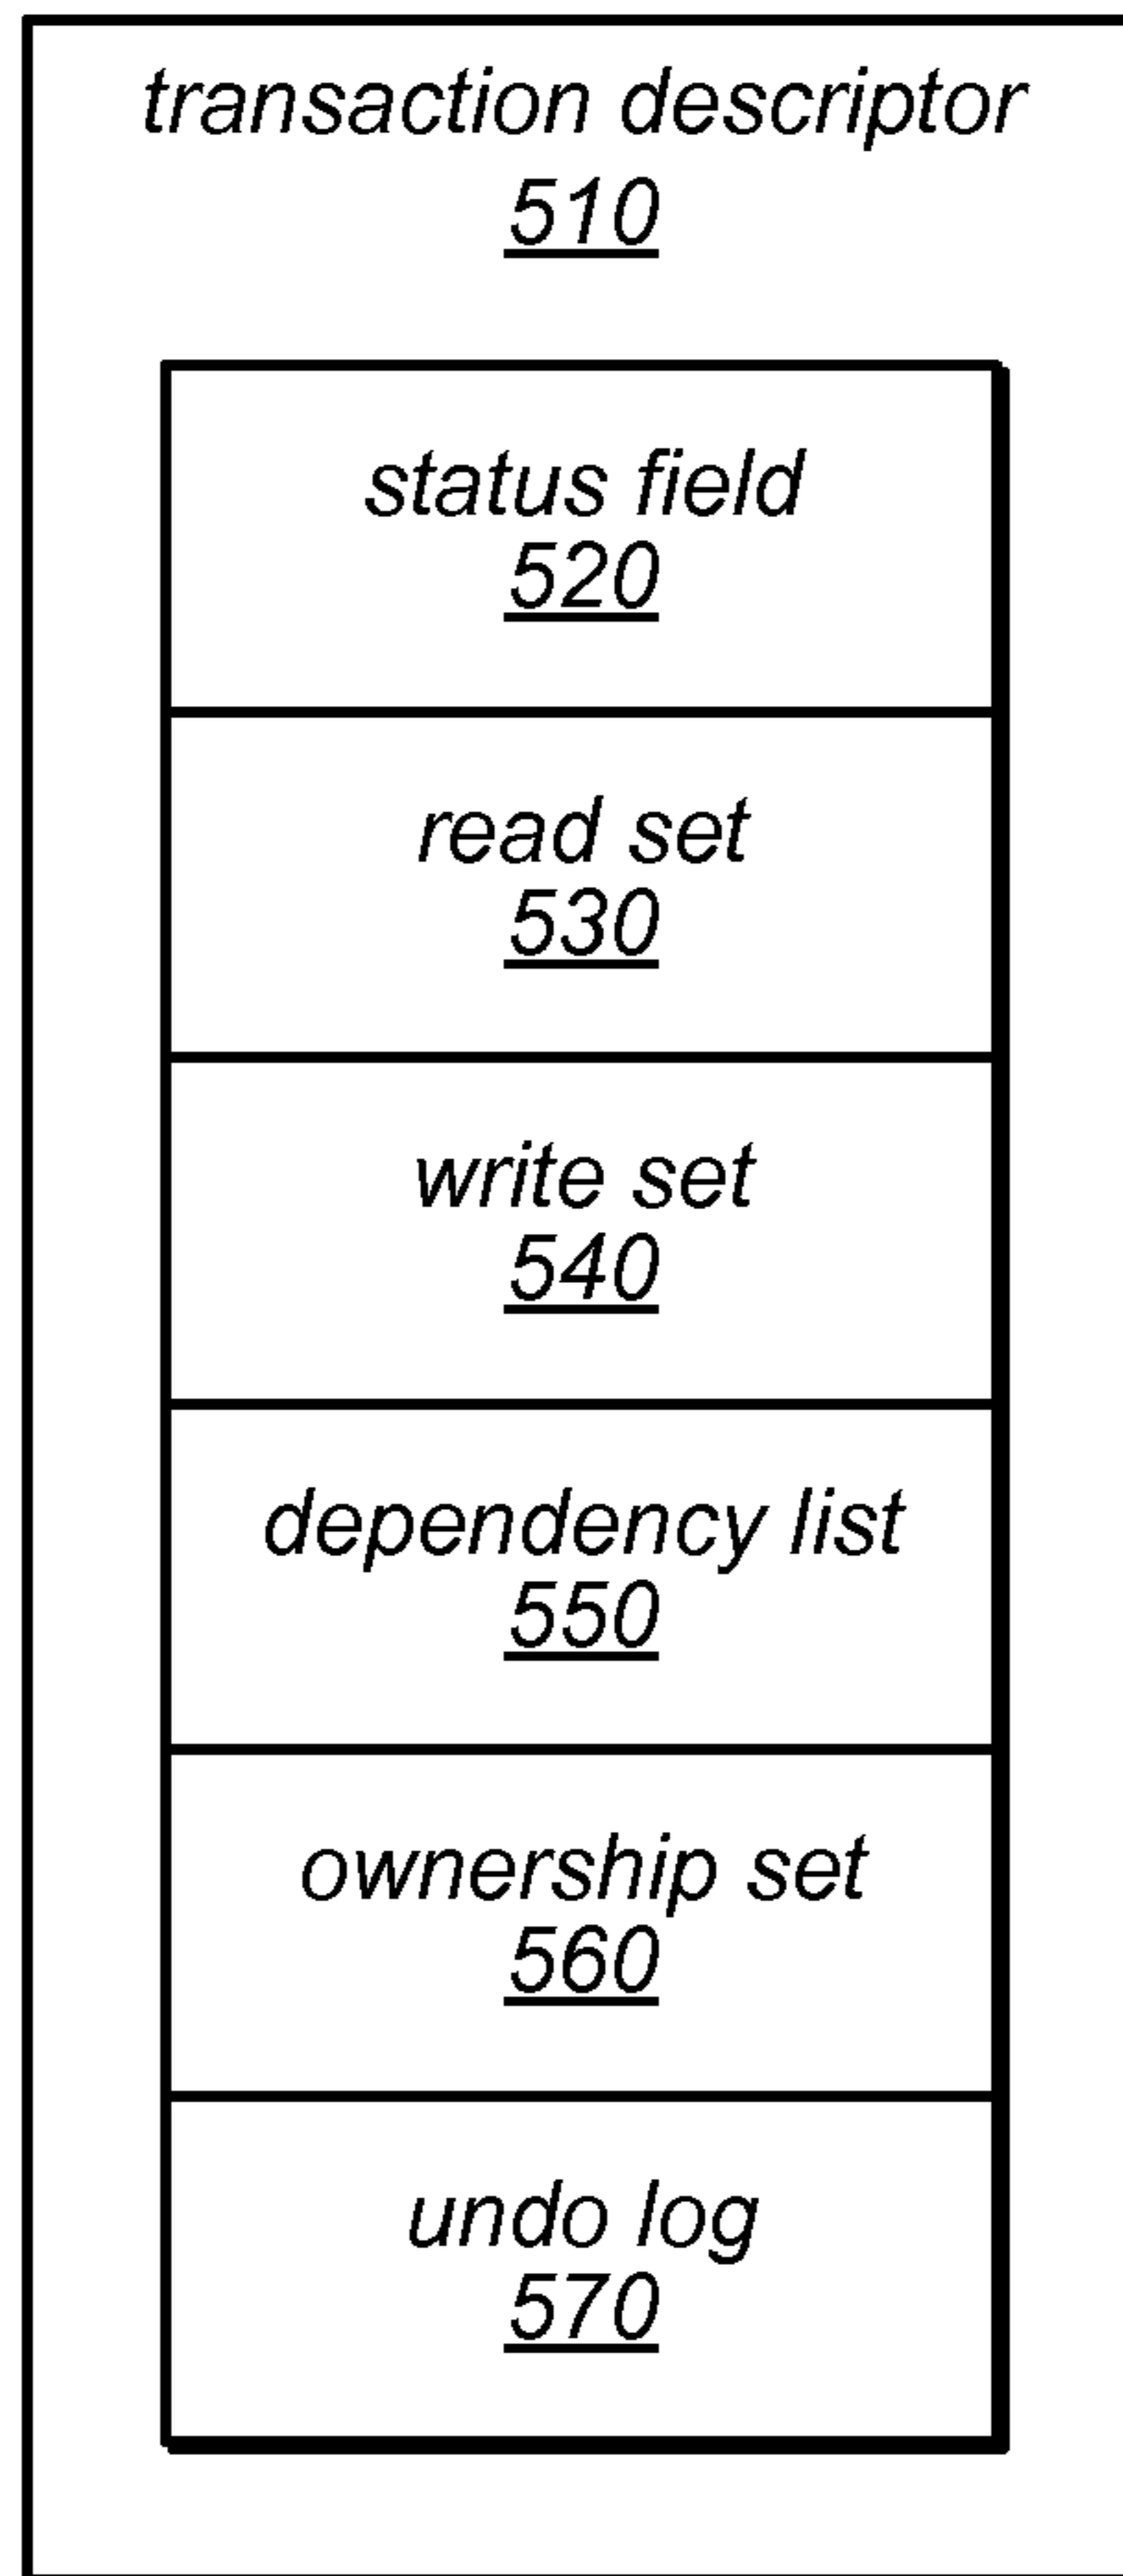 transaction descriptor
510
status field
520
read set
530
write set
540
dependency list
550
ownership set
560
undo log
570